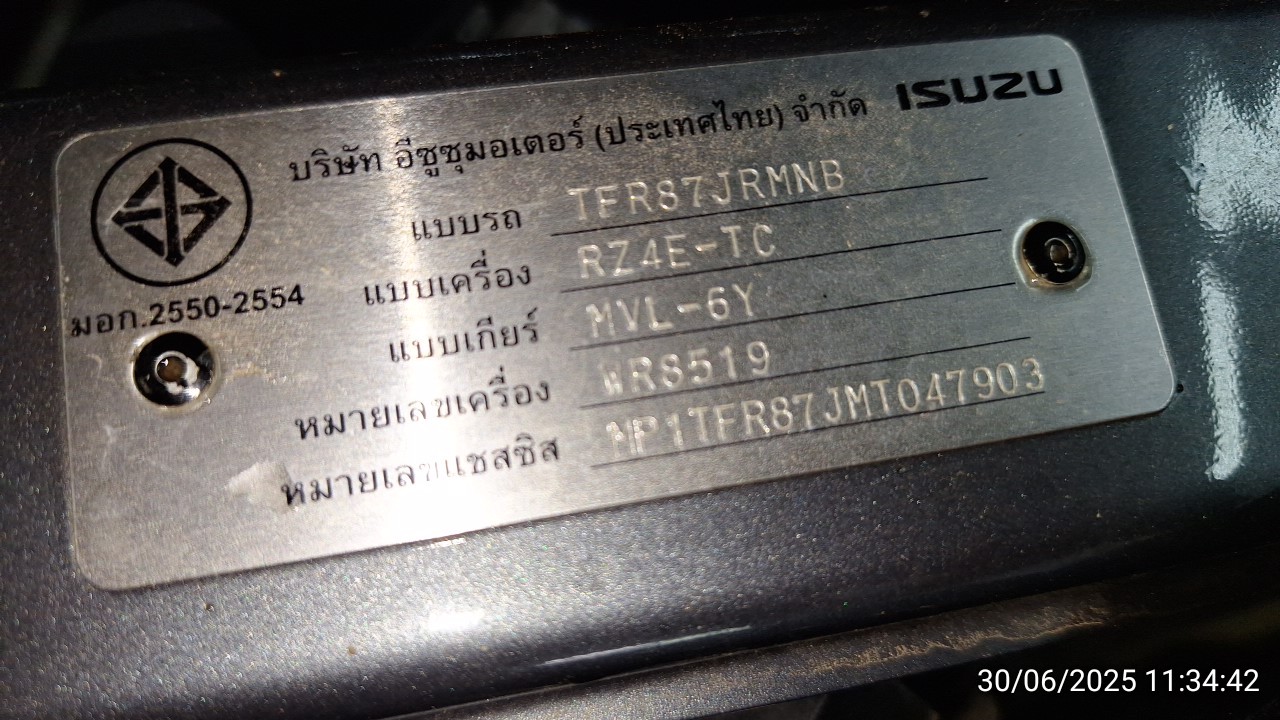 บริษัท อีซูซุมอเตอร์ (ประเทศไทย) จำกัด ISUZU
มอก.2550-2554
แบบรถ TFR87JRMNB
แบบเครื่อง RZ4E-TC
แบบเกียร์ MVL-6Y
หมายเลขเครื่อง WR8519
หมายเลขแชสซิส MP1TFR87JMT047903
30/06/2025 11:34:42